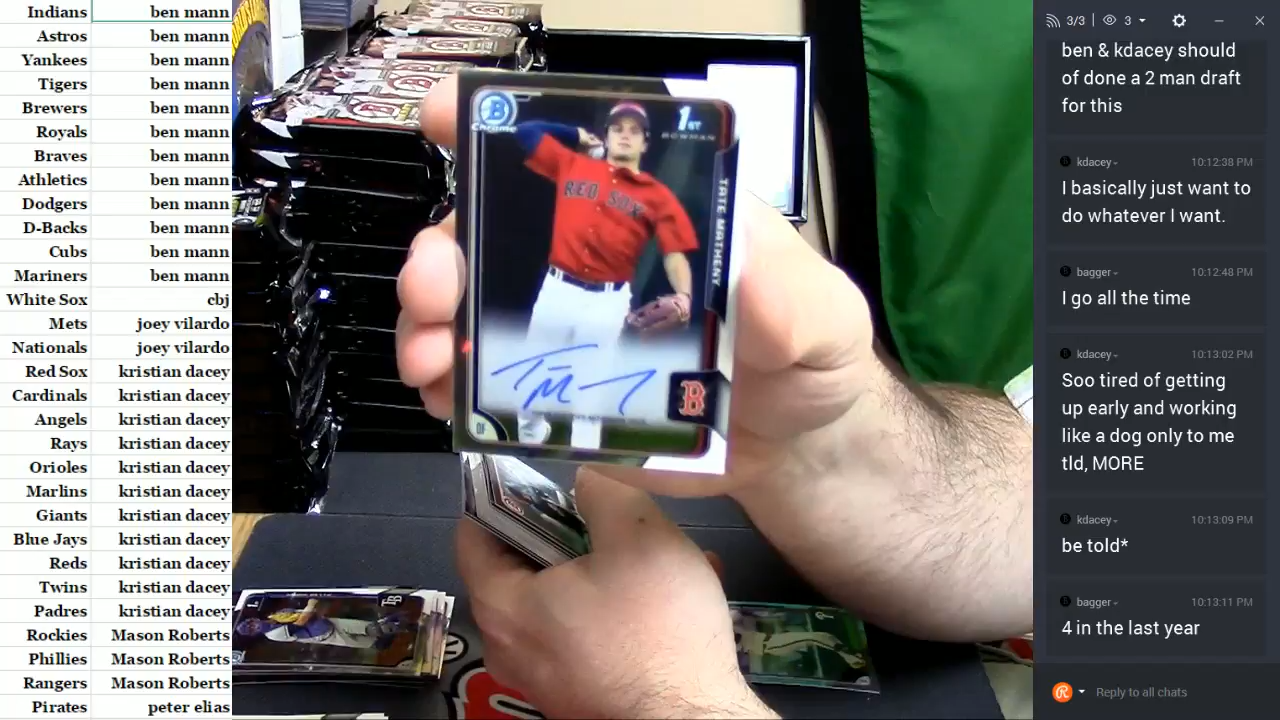 Indians ben mann
Astros ben mann
Yankees ben mann
Tigers ben mann
Brewers ben mann
Royals ben mann
Braves ben mann
Athletics ben mann
Dodgers ben mann
D-Backs ben mann
Cubs ben mann
Mariners ben mann
White Sox cbj
Mets joey vilardo
Nationals joey vilardo
Red Sox kristian dacey
Cardinals kristian dacey
Angels kristian dacey
Rays kristian dacey
Orioles kristian dacey
Marlins kristian dacey
Giants kristian dacey
Blue Jays kristian dacey
Reds kristian dacey
Twins kristian dacey
Padres kristian dacey
Rockies Mason Roberts
Phillies Mason Roberts
Rangers Mason Roberts
Pirates peter elias
B
Chrome
1ST
BOWMAN
RED SOX
TATE MATHENY
B
OF
3/3 3
ben & kdacey should
of done a 2 man draft
for this
kdacey 10:12:38 PM
I basically just want to
do whatever I want.
bagger 10:12:48 PM
I go all the time
kdacey 10:13:02 PM
Soo tired of getting
up early and working
like a dog only to me
tld, MORE
kdacey 10:13:09 PM
be told*
bagger 10:13:11 PM
4 in the last year
Reply to all chats